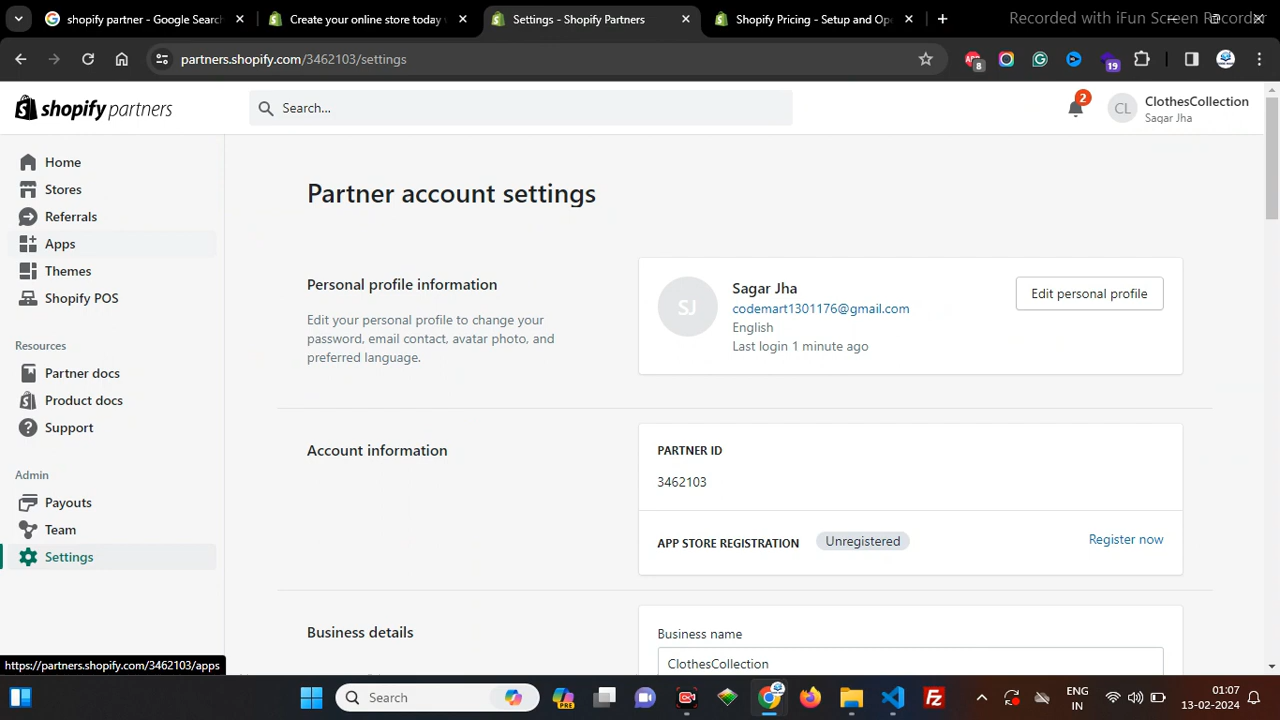 shopify partner - Google Search
Create your online store today
Settings - Shopify Partners
Shopify Pricing - Setup and Op
Recorded with iFun Screen Recorder
partners.shopify.com/3462103/settings
8
19
shopify partners
Search...
2
CL
ClothesCollection
Sagar Jha
Home
Stores
Referrals
Apps
Themes
Shopify POS
Resources
Partner docs
Product docs
Support
Admin
Payouts
Team
Settings
Partner account settings
Personal profile information
Edit your personal profile to change your
password, email contact, avatar photo, and
preferred language.
SJ
Sagar Jha
codemart1301176@gmail.com
English
Last login 1 minute ago
Edit personal profile
Account information
PARTNER ID
3462103
APP STORE REGISTRATION
Unregistered
Register now
Business details
Business name
ClothesCollection
https://partners.shopify.com/3462103/apps
Search
PRE
ENG
IN
01:07
13-02-2024